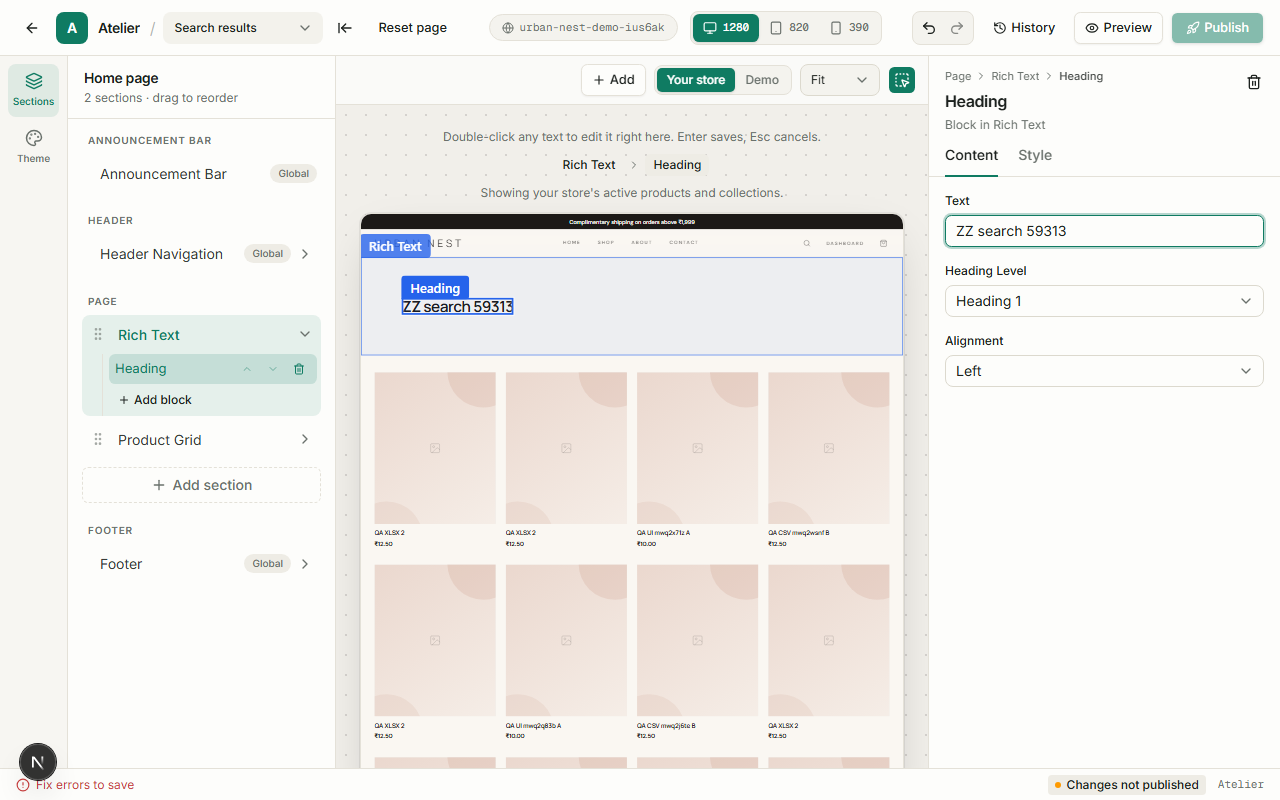 A Atelier / Search results
Reset page
urban-nest-demo-ius6ak
1280 820 390
History
Preview
Publish
Sections
Theme
Home page
2 sections · drag to reorder
ANNOUNCEMENT BAR
Announcement Bar Global
HEADER
Header Navigation Global
PAGE
Rich Text
Heading
+ Add block
Product Grid
+ Add section
FOOTER
Footer Global
+ Add
Your store Demo
Fit
Double-click any text to edit it right here. Enter saves, Esc cancels.
Rich Text > Heading
Showing your store's active products and collections.
Complimentary shipping on orders above ₹1,999
Rich Text
NEST
HOME SHOP ABOUT CONTACT
DASHBOARD
Heading
ZZ search 59313
QA XLSX 2 QA XLSX 2 QA UI mwq2x71z A QA CSV mwq2wsnf B
₹12.50 ₹12.50 ₹10.00 ₹12.50
QA XLSX 2 QA UI mwq2q83b A QA CSV mwq2j6te B QA XLSX 2
₹12.50 ₹10.00 ₹12.50 ₹12.50
Page > Rich Text > Heading
Heading
Block in Rich Text
Content Style
Text
ZZ search 59313
Heading Level
Heading 1
Alignment
Left
N
Fix errors to save
Changes not published
Atelier